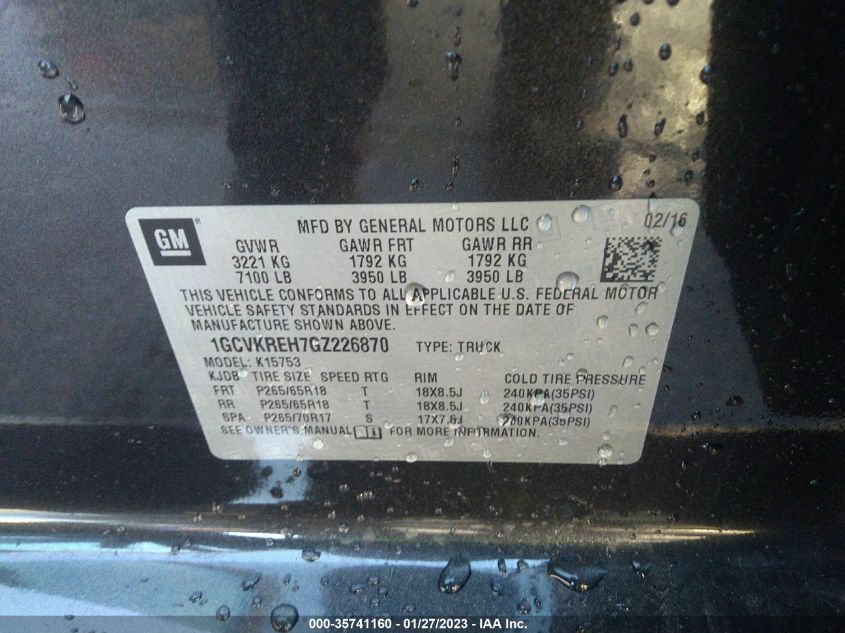 GM
MFD BY GENERAL MOTORS LLC 02/16
GVWR GAWR FRT GAWR RR
3221 KG 1792 KG 1792 KG
7100 LB 3950 LB 3950 LB
THIS VEHICLE CONFORMS TO ALL APPLICABLE U.S. FEDERAL MOTOR
VEHICLE SAFETY STANDARDS IN EFFECT ON THE DATE OF
MANUFACTURE SHOWN ABOVE.
1GCVKREH7GZ226870 TYPE: TRUCK
MODEL: K15753
KJDB TIRE SIZE SPEED RTG RIM COLD TIRE PRESSURE
FRT P265/65R18 T 18X8.5J 240KPA(35PSI)
RR P265/65R18 T 18X8.5J 240KPA(35PSI)
SPA P265/70R17 S 17X7.5J 240KPA(35PSI)
SEE OWNER'S MANUAL FOR MORE INFORMATION.
000-35741160 - 01/27/2023 - IAA Inc.